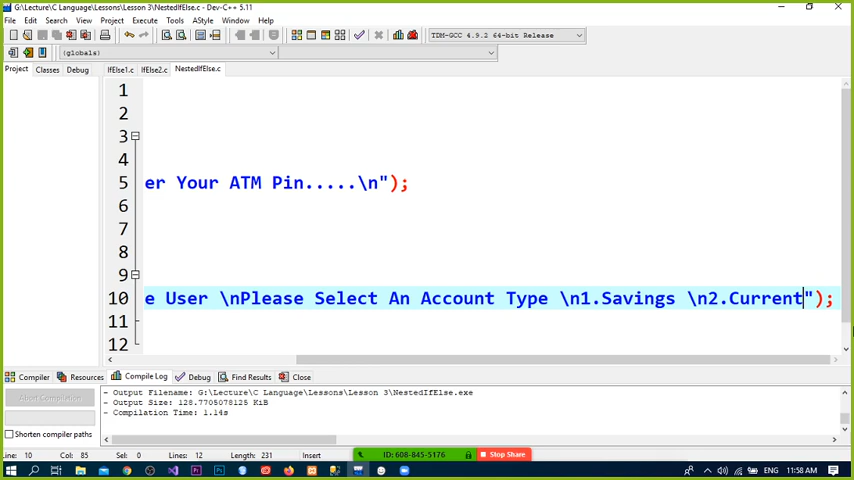 G:\Lecture\C Language\Lessons\Lesson 3\NestedIfElse.c - Dev-C++ 5.11
File Edit Search View Project Execute Tools AStyle Window Help
TDM-GCC 4.9.2 64-bit Release
(globals)
Project Classes Debug IfElse1.c IfElse2.c NestedIfElse.c
1
2
3
4
5 er Your ATM Pin.....\n");
6
7
8
9
10 e User \nPlease Select An Account Type \n1.Savings \n2.Current");
11
12
Compiler Resources Compile Log Debug Find Results Close
Abort Compilation
Shorten compiler paths
- Output Filename: G:\Lecture\C Language\Lessons\Lesson 3\NestedIfElse.exe
- Output Size: 128.7705078125 KiB
- Compilation Time: 1.14s
Line: 10 Col: 85 Sel: 0 Lines: 12 Length: 231 Insert
ID: 608-845-5176 Stop Share
ENG 11:58 AM